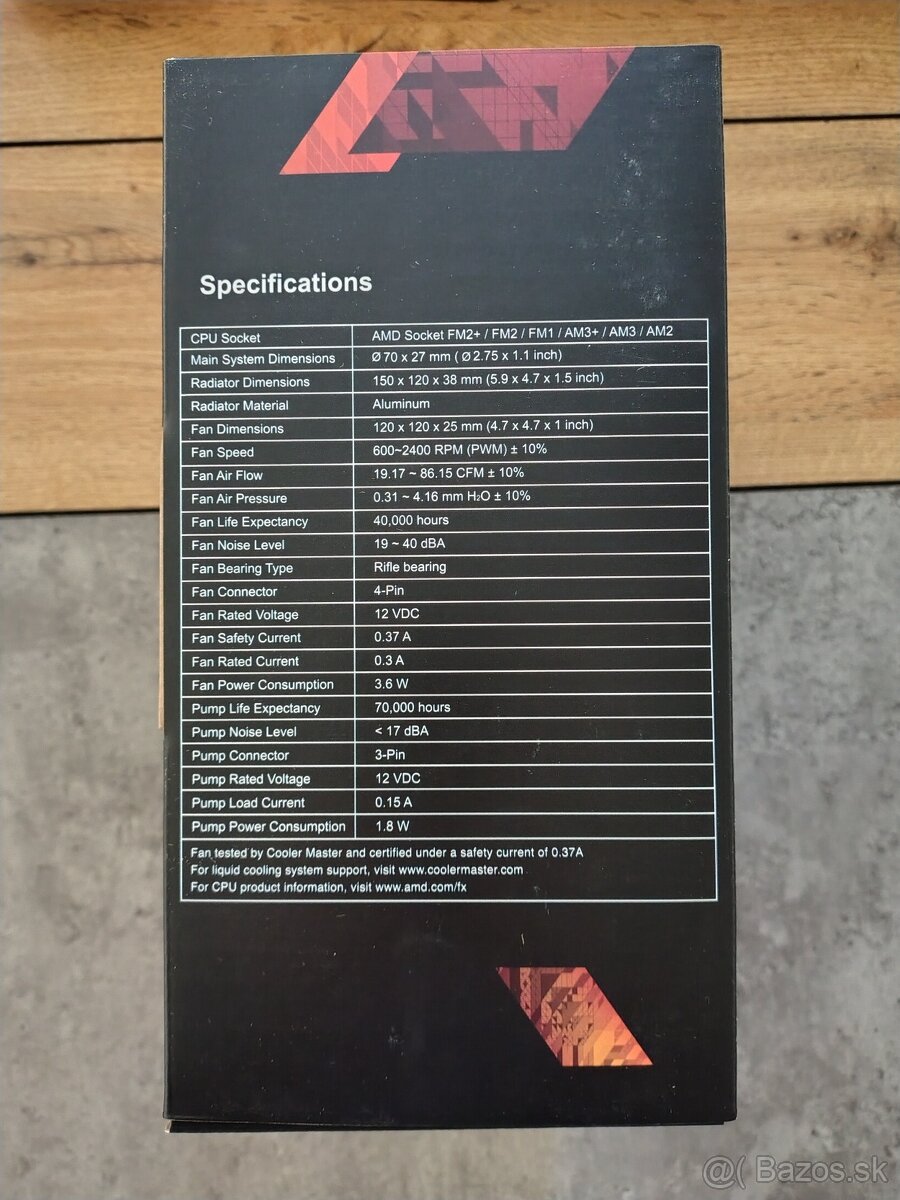 Specifications
CPU Socket AMD Socket FM2+ / FM2 / FM1 / AM3+ / AM3 / AM2
Main System Dimensions Ø 70 x 27 mm ( Ø 2.75 x 1.1 inch)
Radiator Dimensions 150 x 120 x 38 mm (5.9 x 4.7 x 1.5 inch)
Radiator Material Aluminum
Fan Dimensions 120 x 120 x 25 mm (4.7 x 4.7 x 1 inch)
Fan Speed 600~2400 RPM (PWM) ± 10%
Fan Air Flow 19.17 ~ 86.15 CFM ± 10%
Fan Air Pressure 0.31 ~ 4.16 mm H₂O ± 10%
Fan Life Expectancy 40,000 hours
Fan Noise Level 19 ~ 40 dBA
Fan Bearing Type Rifle bearing
Fan Connector 4-Pin
Fan Rated Voltage 12 VDC
Fan Safety Current 0.37 A
Fan Rated Current 0.3 A
Fan Power Consumption 3.6 W
Pump Life Expectancy 70,000 hours
Pump Noise Level < 17 dBA
Pump Connector 3-Pin
Pump Rated Voltage 12 VDC
Pump Load Current 0.15 A
Pump Power Consumption 1.8 W
Fan tested by Cooler Master and certified under a safety current of 0.37A
For liquid cooling system support, visit www.coolermaster.com
For CPU product information, visit www.amd.com/fx
@( Bazos.sk